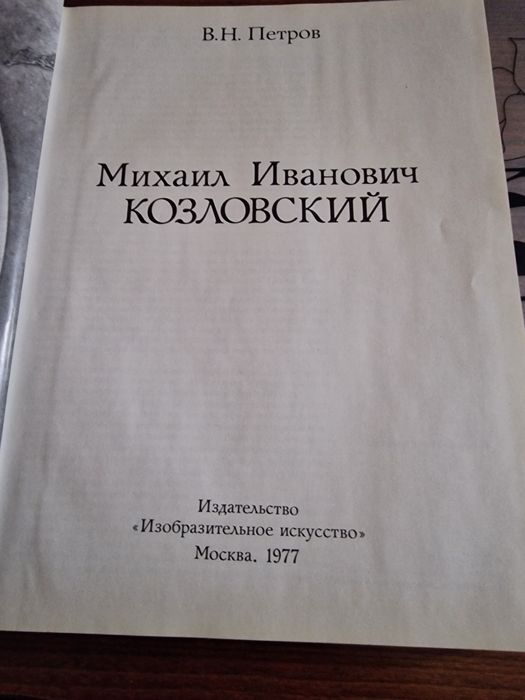 В.Н. Петров
Михаил Иванович
КОЗЛОВСКИЙ
Издательство
«Изобразительное искусство»
Москва. 1977